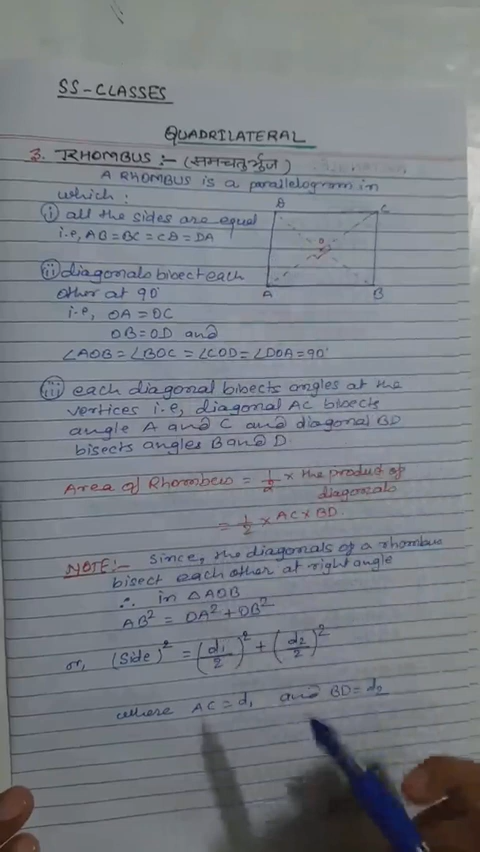 SS-CLASSES
QUADRILATERAL
3. RHOMBUS :- (समचतुर्भुज)
A RHOMBUS is a parallelogram in
which:
(i) all the sides are equal
i.e, AB = BC = CD = DA
D
C
O
A
B
(ii) diagonals bisect each
other at 90°
i.e, OA = OC
OB = OD and
∠AOB = ∠BOC = ∠COD = ∠DOA = 90°
(iii) each diagonal bisects angles at the
vertices i.e, diagonal AC bisects
angle A and C and diagonal BD
bisects angles B and D.
Area of Rhombus = 1/2 × the product of
diagonals
= 1/2 × AC × BD.
NOTE:- Since, the diagonals of a rhombus
bisect each other at right angle
∴ in △AOB
AB² = OA² + OB²
or, (Side)² = (d₁/2)² + (d₂/2)²
where AC = d₁ and BD = d₂